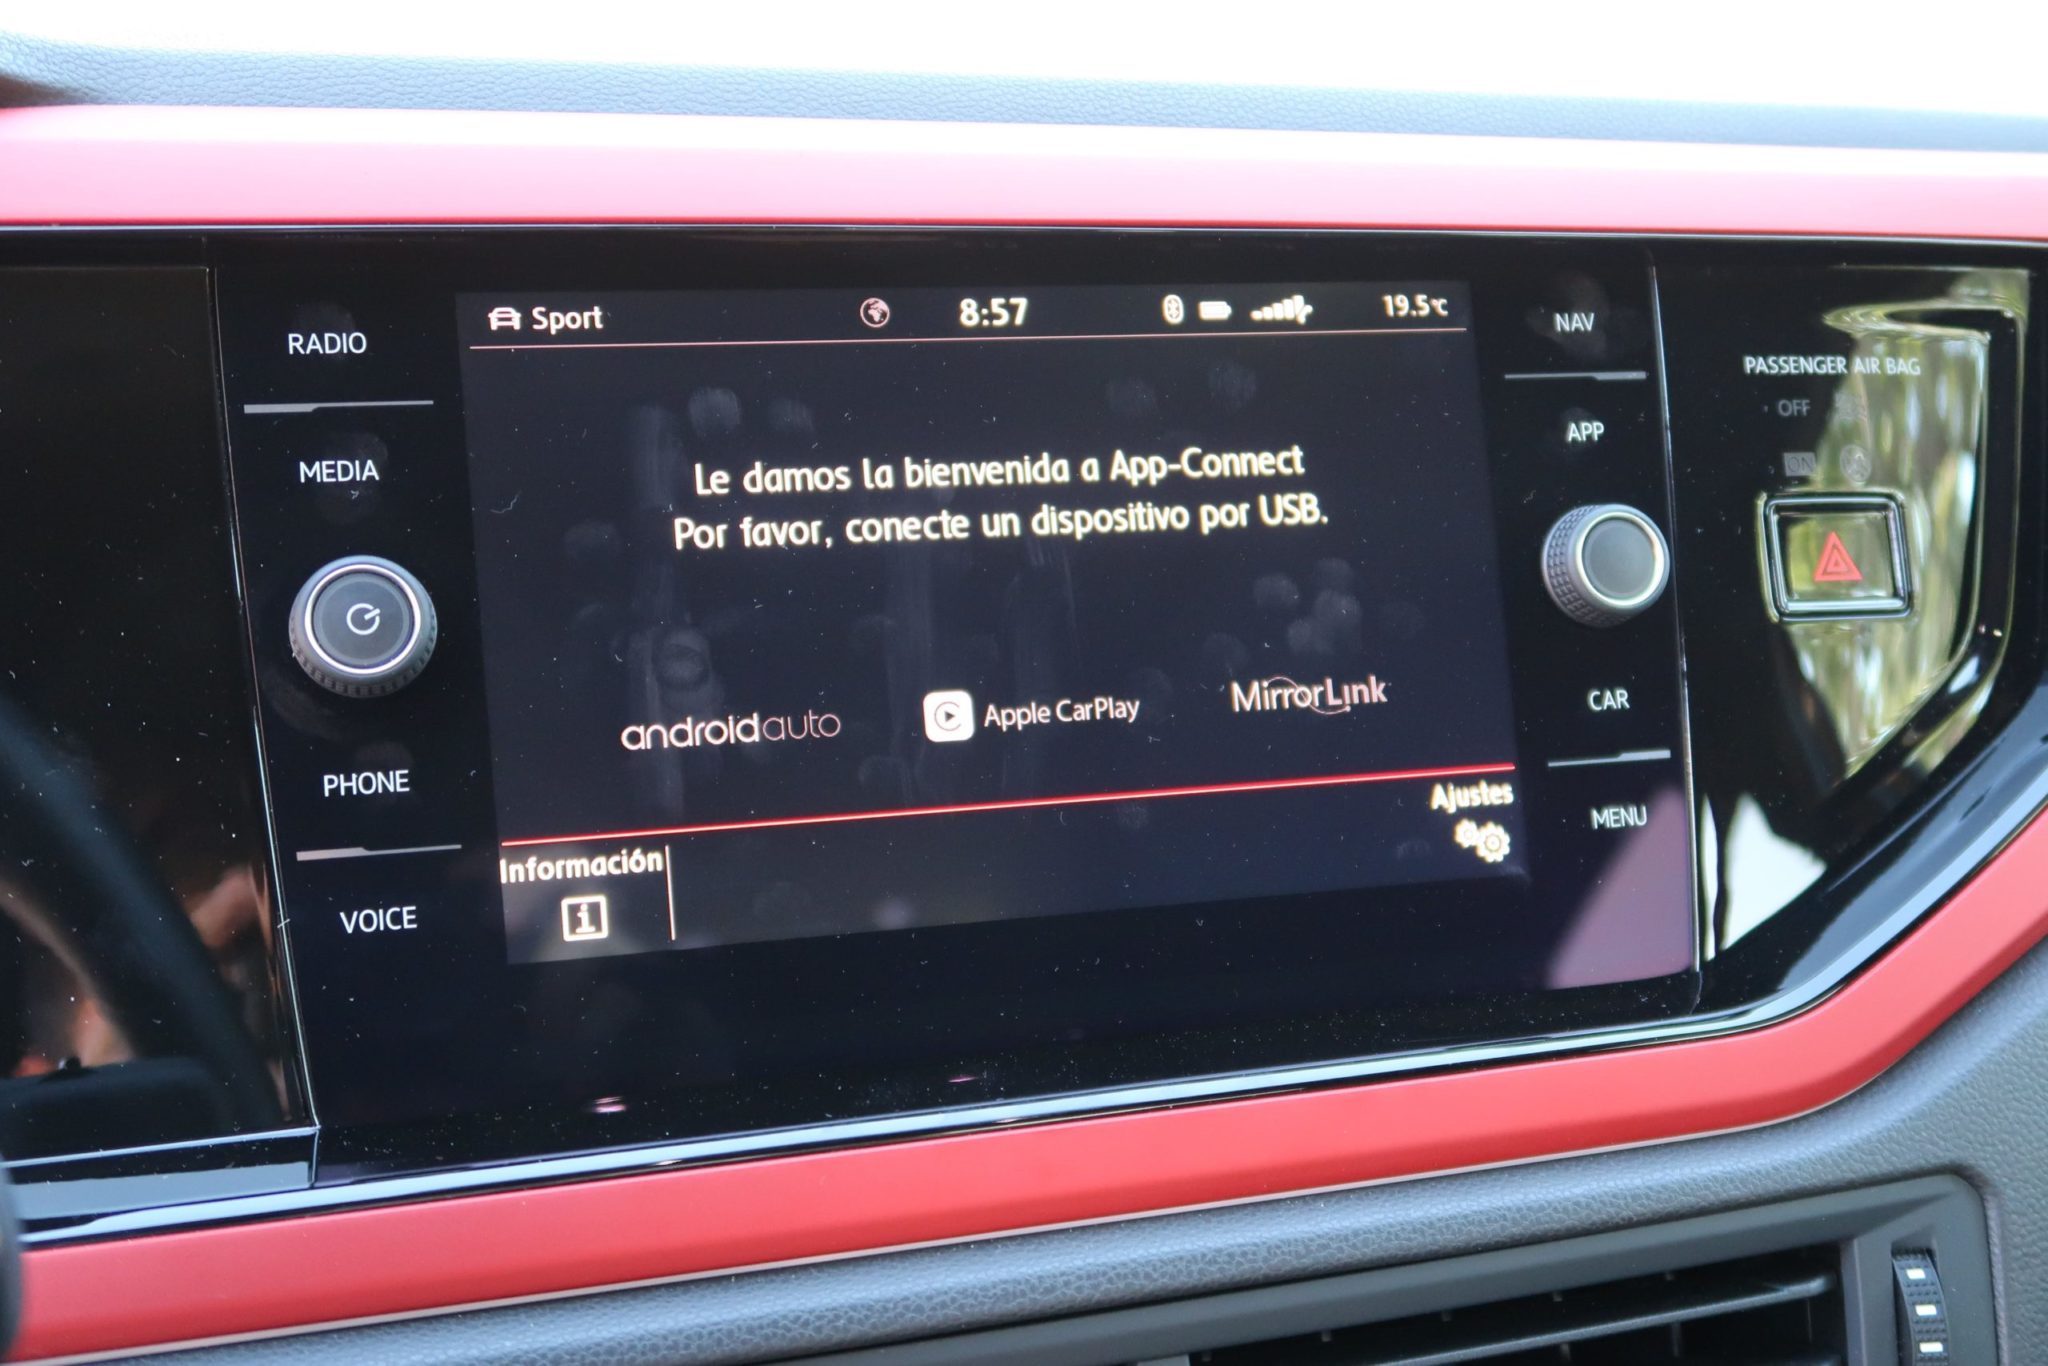 RADIO
MEDIA
PHONE
VOICE
Sport
8:57
19.5°C
Le damos la bienvenida a App-Connect
Por favor, conecte un dispositivo por USB.
androidauto
Apple CarPlay
MirrorLink
Información
i
Ajustes
NAV
APP
CAR
MENU
PASSENGER AIR BAG
OFF
ON